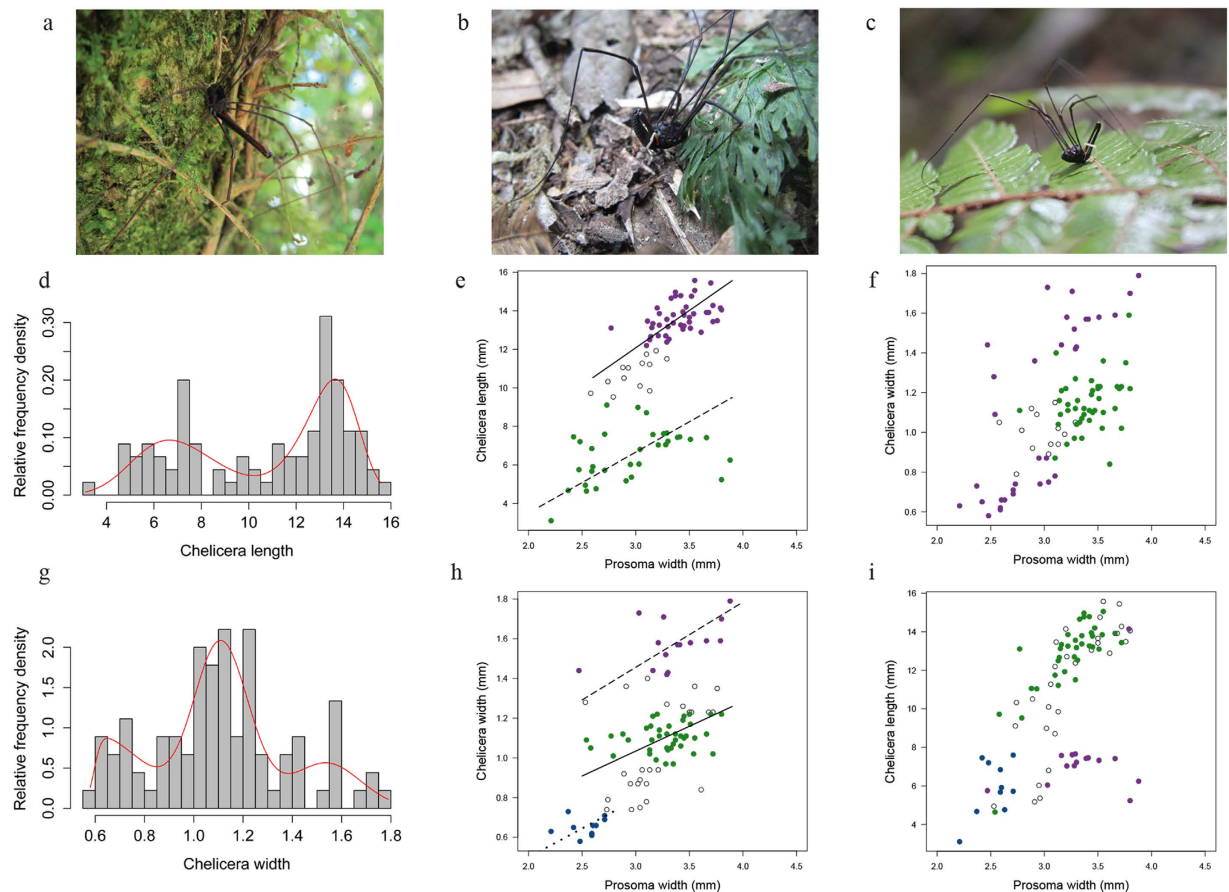 a
b
c
d
Relative frequency density
0.00 0.10 0.20 0.30
4 6 8 10 12 14 16
Chelicera length
e
Chelicera length (mm)
16
14
12
10
8
6
4
2.0 2.5 3.0 3.5 4.0 4.5
Prosoma width (mm)
f
Chelicera width (mm)
1.8
1.6
1.4
1.2
1.0
0.8
0.6
2.0 2.5 3.0 3.5 4.0 4.5
Prosoma width (mm)
g
Relative frequency density
0.0 0.5 1.0 1.5 2.0
0.6 0.8 1.0 1.2 1.4 1.6 1.8
Chelicera width
h
Chelicera width (mm)
1.8
1.6
1.4
1.2
1.0
0.8
0.6
2.0 2.5 3.0 3.5 4.0 4.5
Prosoma width (mm)
i
Chelicera length (mm)
16
14
12
10
8
6
4
2.0 2.5 3.0 3.5 4.0 4.5
Prosoma width (mm)